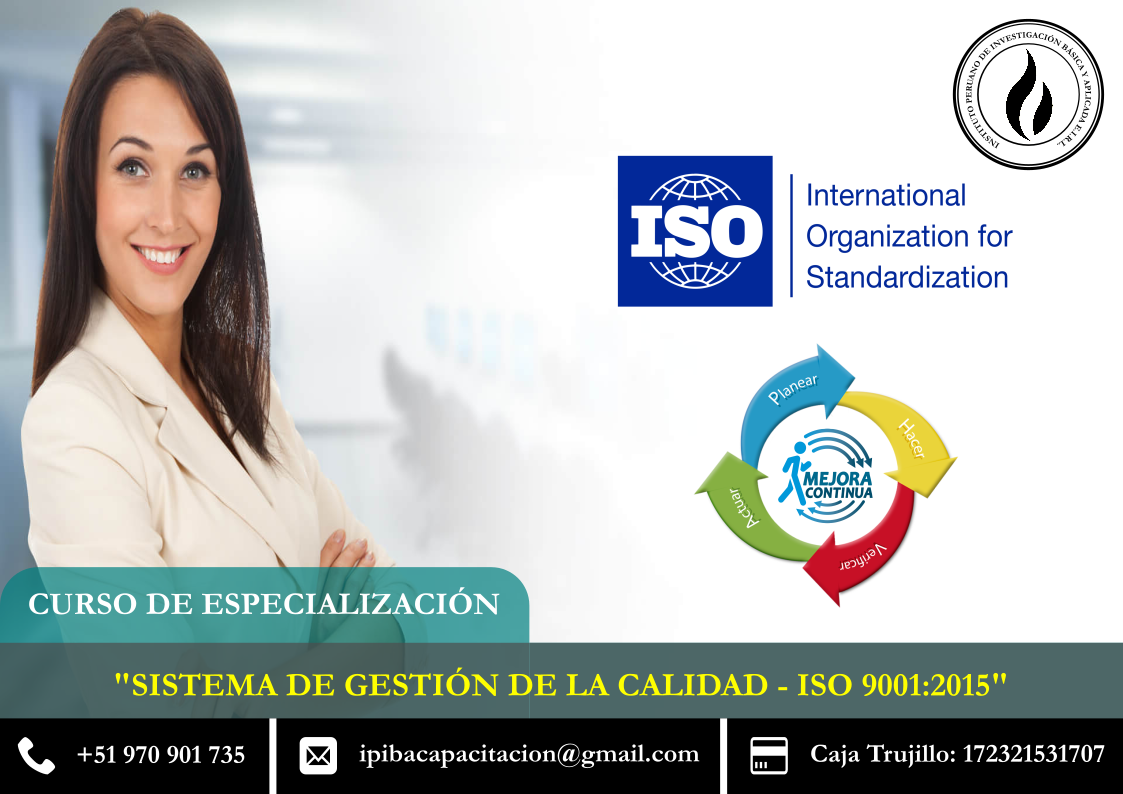 INSTITUTO PERUANO DE INVESTIGACIÓN BÁSICA Y APLICADA E.I.R.L.
ISO
International
Organization for
Standardization
Planear
Hacer
MEJORA
CONTINUA
Actuar
Verificar
CURSO DE ESPECIALIZACIÓN
"SISTEMA DE GESTIÓN DE LA CALIDAD - ISO 9001:2015"
+51 970 901 735
ipibacapacitacion@gmail.com
Caja Trujillo: 172321531707